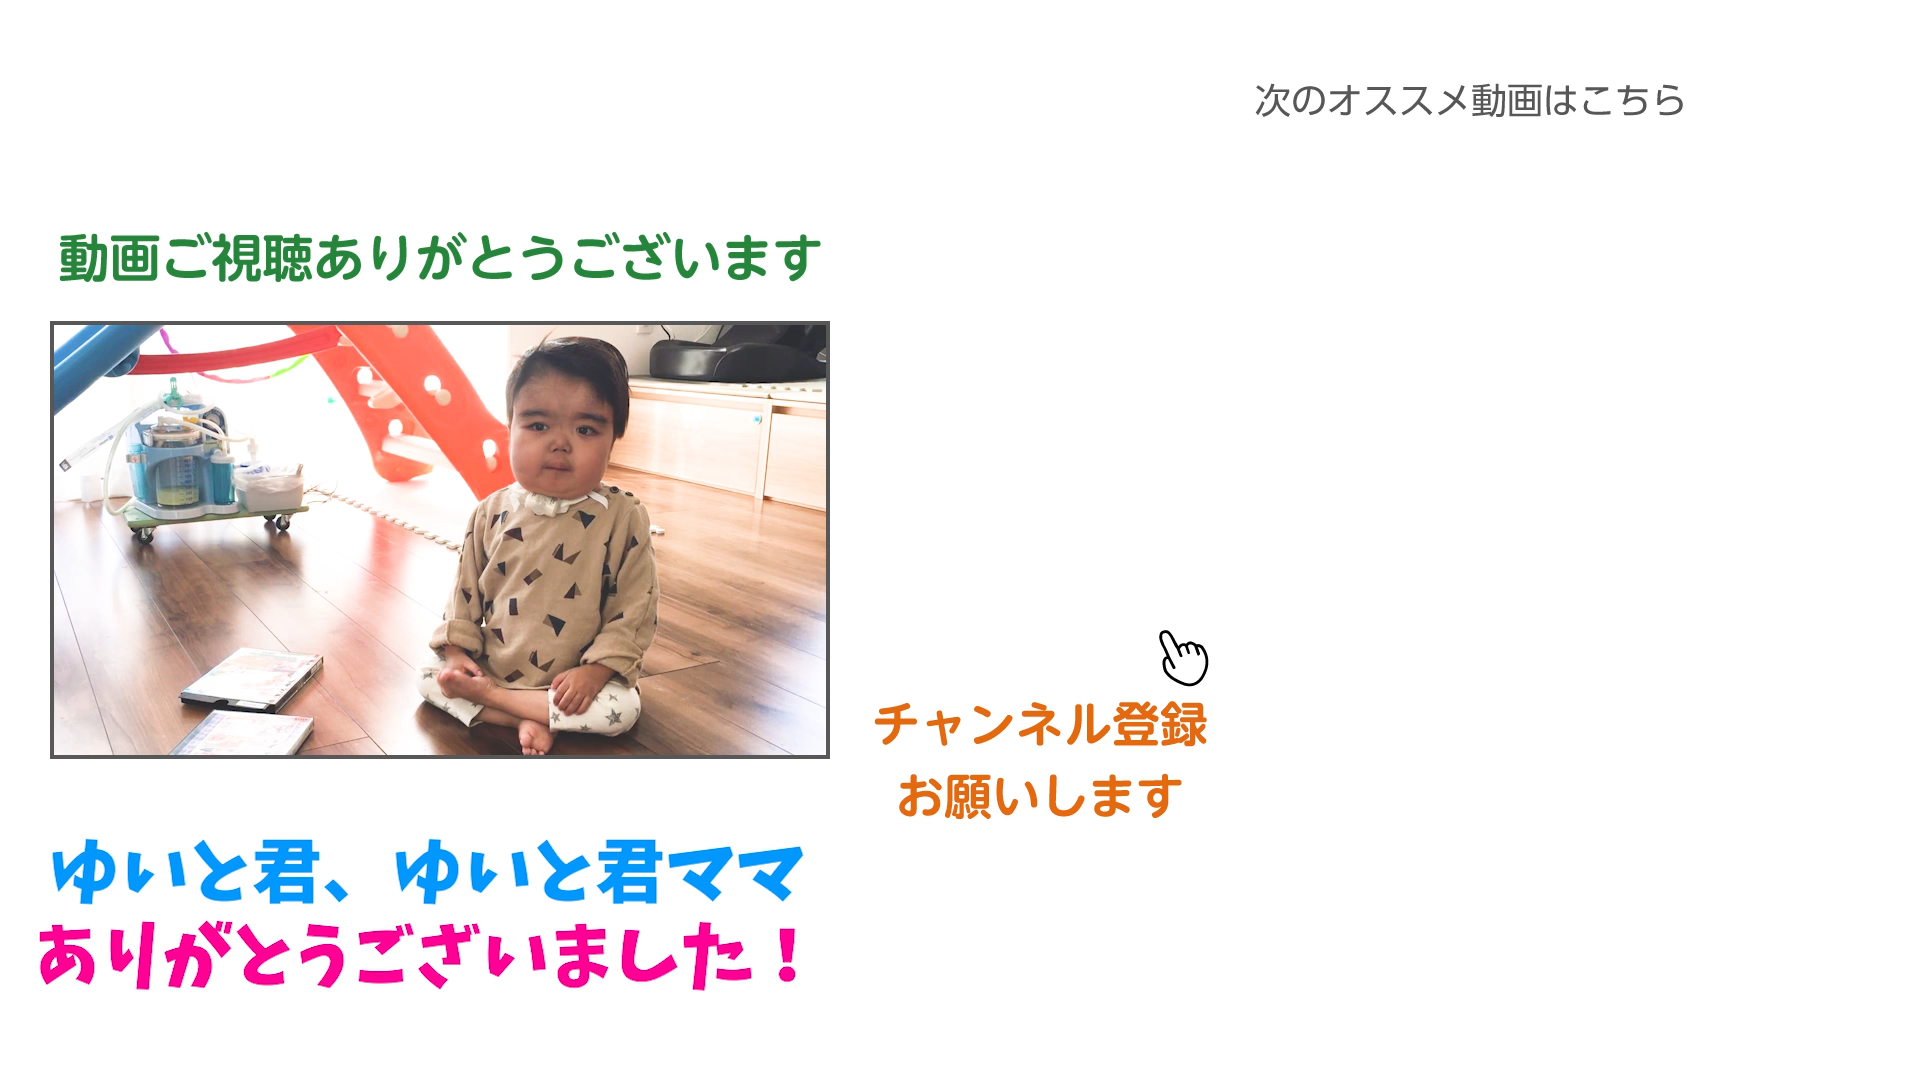 次のオススメ動画はこちら
動画ご視聴ありがとうございます
チャンネル登録
お願いします
ゆいと君、ゆいと君ママ
ありがとうございました！